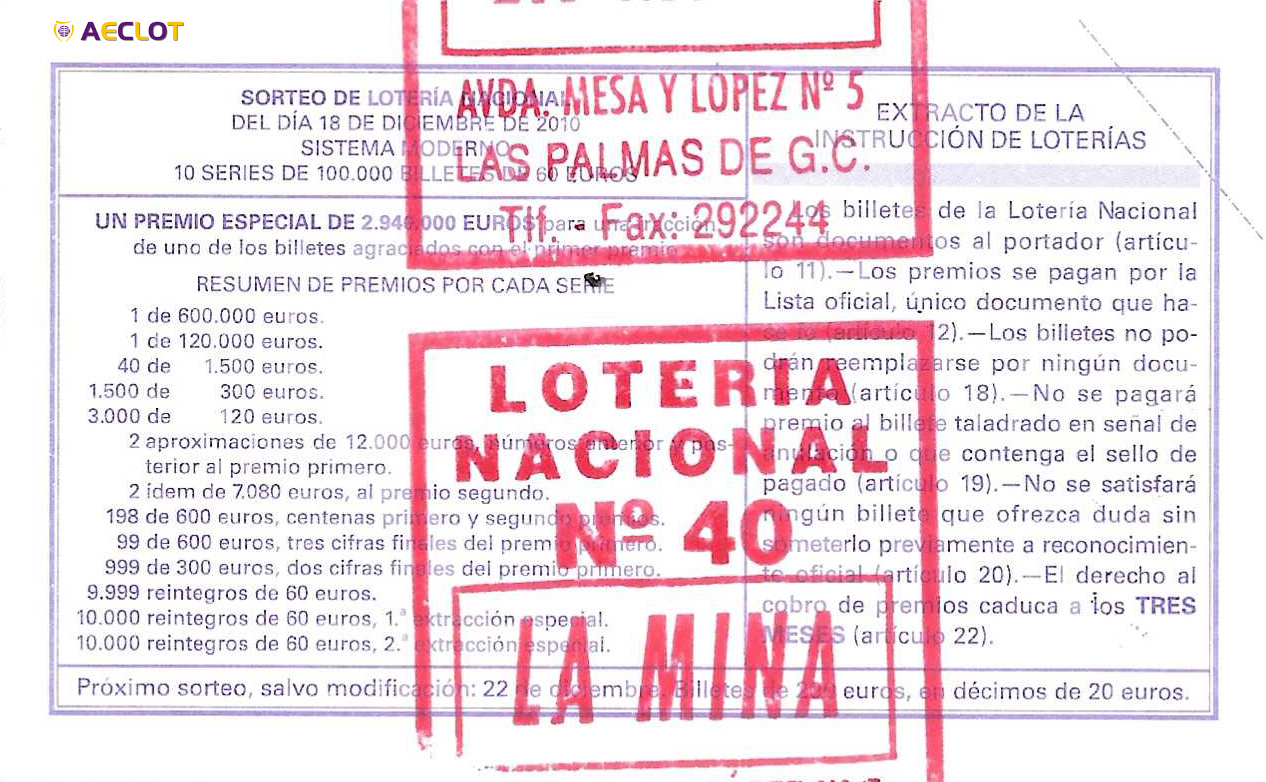 AECLOT
SORTEO DE LOTERÍA NACIONAL
DEL DÍA 18 DE DICIEMBRE DE 2010
SISTEMA MODERNO
10 SERIES DE 100.000 BILLETES DE 60 EUROS
UN PREMIO ESPECIAL DE 2.940.000 EUROS para una fracción
de uno de los billetes agraciados con el primer premio
RESUMEN DE PREMIOS POR CADA SERIE
1 de 600.000 euros.
1 de 120.000 euros.
40 de 1.500 euros.
1.500 de 300 euros.
3.000 de 120 euros.
2 aproximaciones de 12.000 euros, números anterior y pos-
terior al premio primero.
2 ídem de 7.080 euros, al premio segundo.
198 de 600 euros, centenas primero y segundo premios.
99 de 600 euros, tres cifras finales del premio primero.
999 de 300 euros, dos cifras finales del premio primero.
9.999 reintegros de 60 euros.
10.000 reintegros de 60 euros, 1.ª extracción especial.
10.000 reintegros de 60 euros, 2.ª extracción especial.
EXTRACTO DE LA
INSTRUCCIÓN DE LOTERÍAS
Los billetes de la Lotería Nacional
son documentos al portador (artícu-
lo 11).—Los premios se pagan por la
Lista oficial, único documento que ha-
ce fe (artículo 12).—Los billetes no po-
drán reemplazarse por ningún docu-
mento (artículo 18).—No se pagará
premio al billete taladrado en señal de
anulación o que contenga el sello de
pagado (artículo 19).—No se satisfará
ningún billete que ofrezca duda sin
someterlo previamente a reconocimien-
to oficial (artículo 20).—El derecho al
cobro de premios caduca a los TRES
MESES (artículo 22).
Próximo sorteo, salvo modificación: 22 de diciembre. Billetes de 200 euros, en décimos de 20 euros.
AVDA. MESA Y LOPEZ Nº 5
LAS PALMAS DE G.C.
Tlf. - Fax: 292244
LOTERIA
NACIONAL
Nº 40
LA MINA